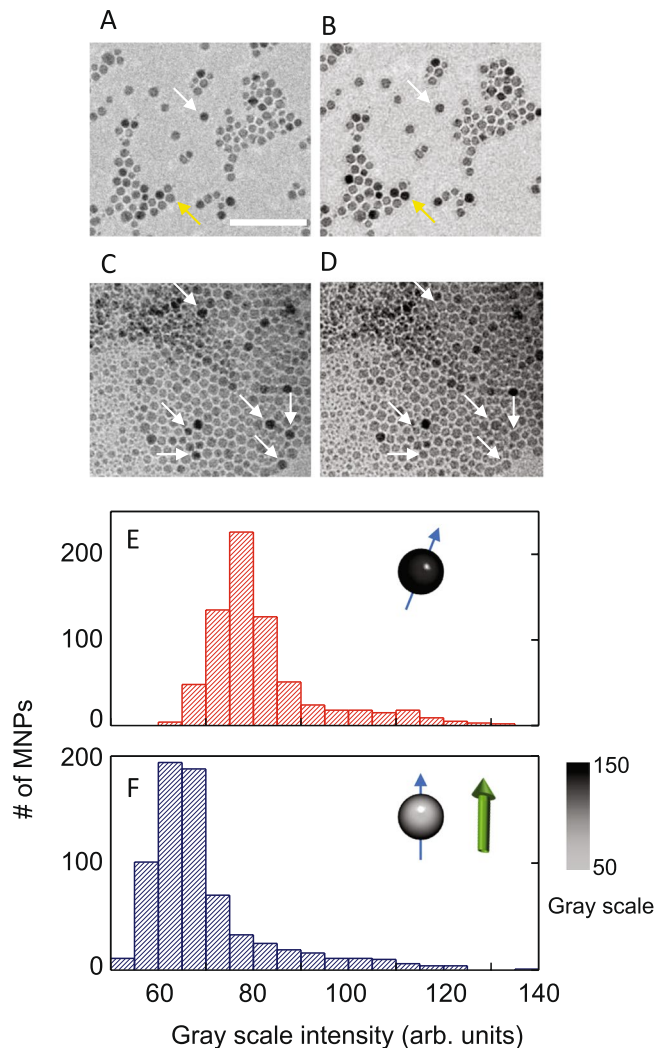 A
B
C
D
E
200
100
0
# of MNPs
F
200
100
0
150
50
Gray scale
60 80 100 120 140
Gray scale intensity (arb. units)